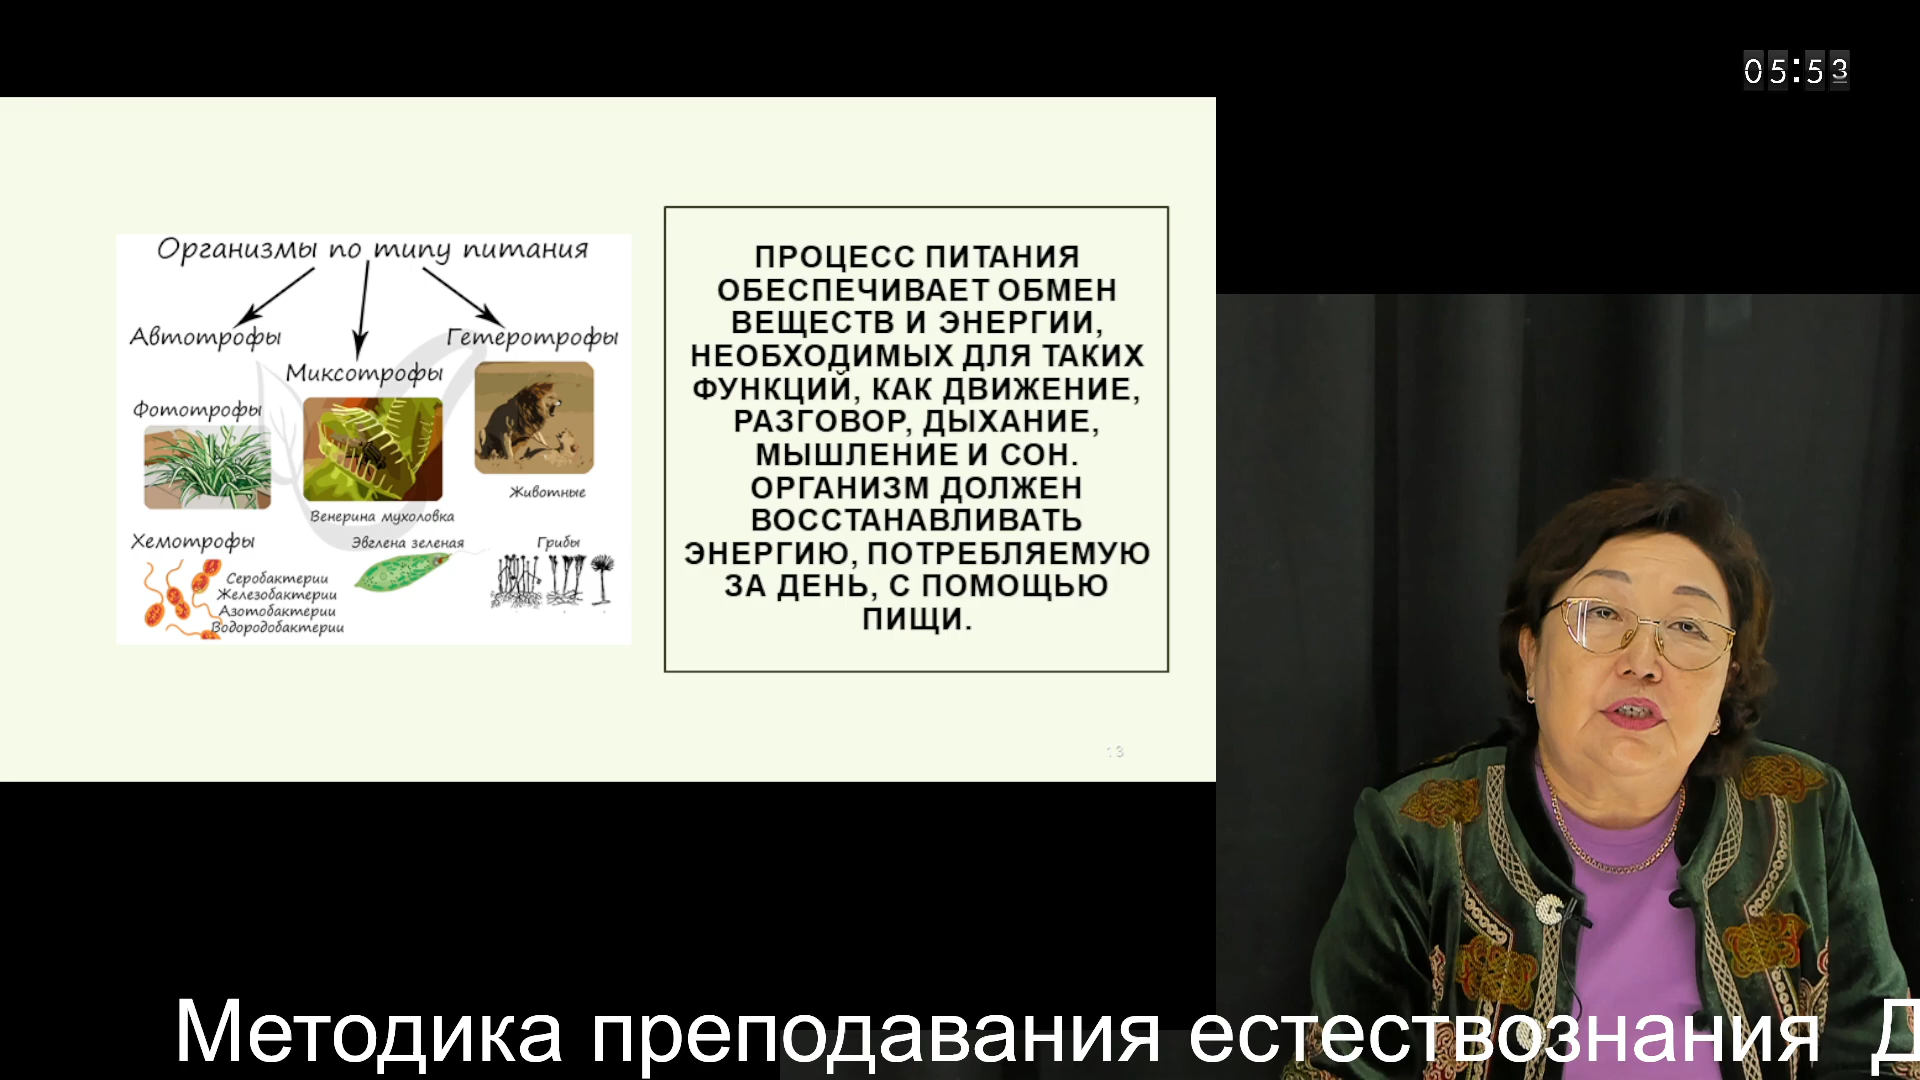 05:53
Организмы по типу питания
Автотрофы
Гетеротрофы
Миксотрофы
Фототрофы
Животные
Венерина мухоловка
Хемотрофы
Эвглена зеленая
Грибы
Серобактерии
Железобактерии
Азотобактерии
Водородобактерии
ПРОЦЕСС ПИТАНИЯ
ОБЕСПЕЧИВАЕТ ОБМЕН
ВЕЩЕСТВ И ЭНЕРГИИ,
НЕОБХОДИМЫХ ДЛЯ ТАКИХ
ФУНКЦИЙ, КАК ДВИЖЕНИЕ,
РАЗГОВОР, ДЫХАНИЕ,
МЫШЛЕНИЕ И СОН.
ОРГАНИЗМ ДОЛЖЕН
ВОССТАНАВЛИВАТЬ
ЭНЕРГИЮ, ПОТРЕБЛЯЕМУЮ
ЗА ДЕНЬ, С ПОМОЩЬЮ
ПИЩИ.
13
Методика преподавания естествознания